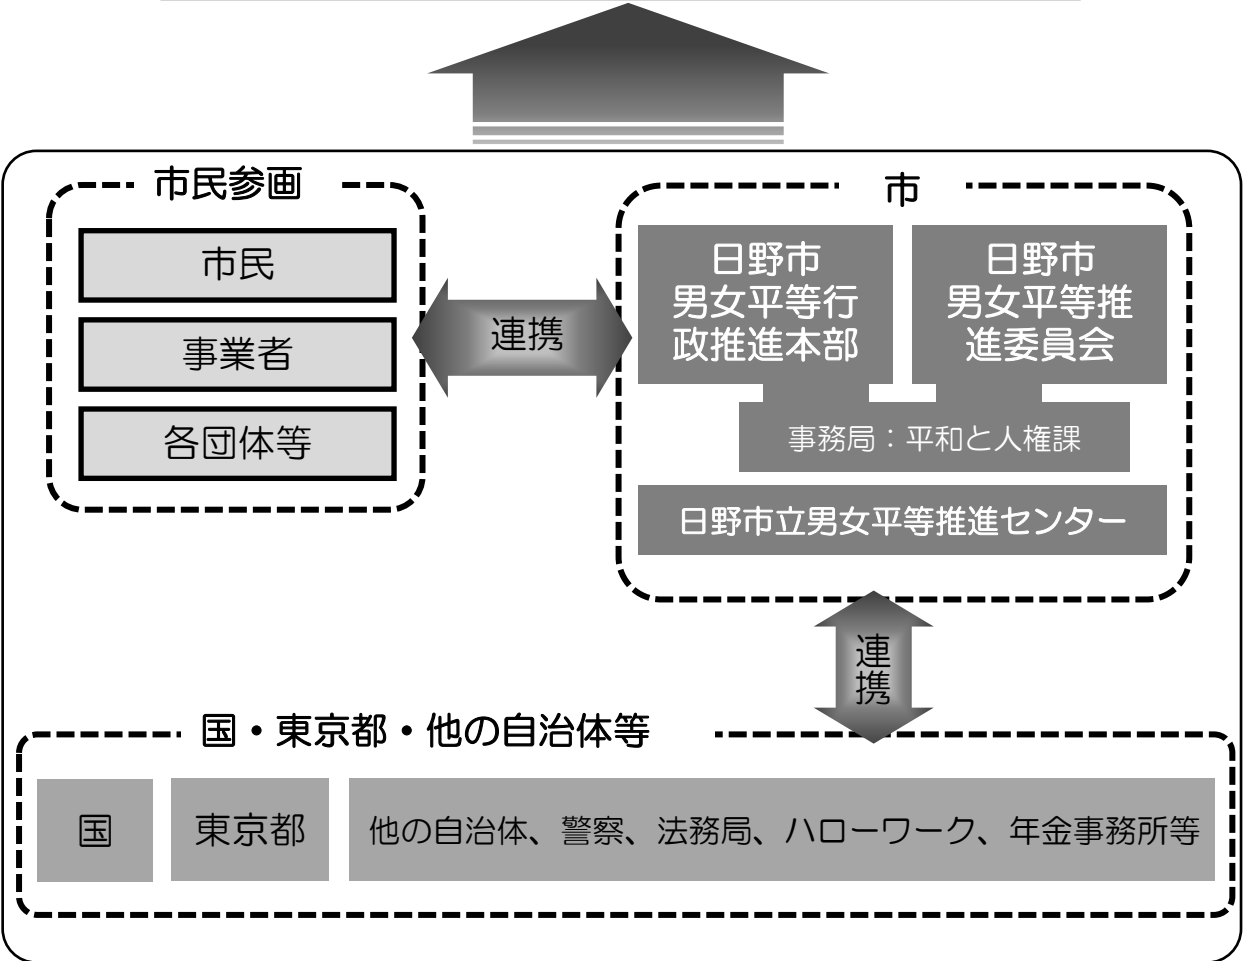 市民参画
市民
事業者
各団体等
連携
市
日野市
男女平等行
政推進本部
日野市
男女平等推
進委員会
事務局：平和と人権課
日野市立男女平等推進センター
連
携
国・東京都・他の自治体等
国
東京都
他の自治体、警察、法務局、ハローワーク、年金事務所等